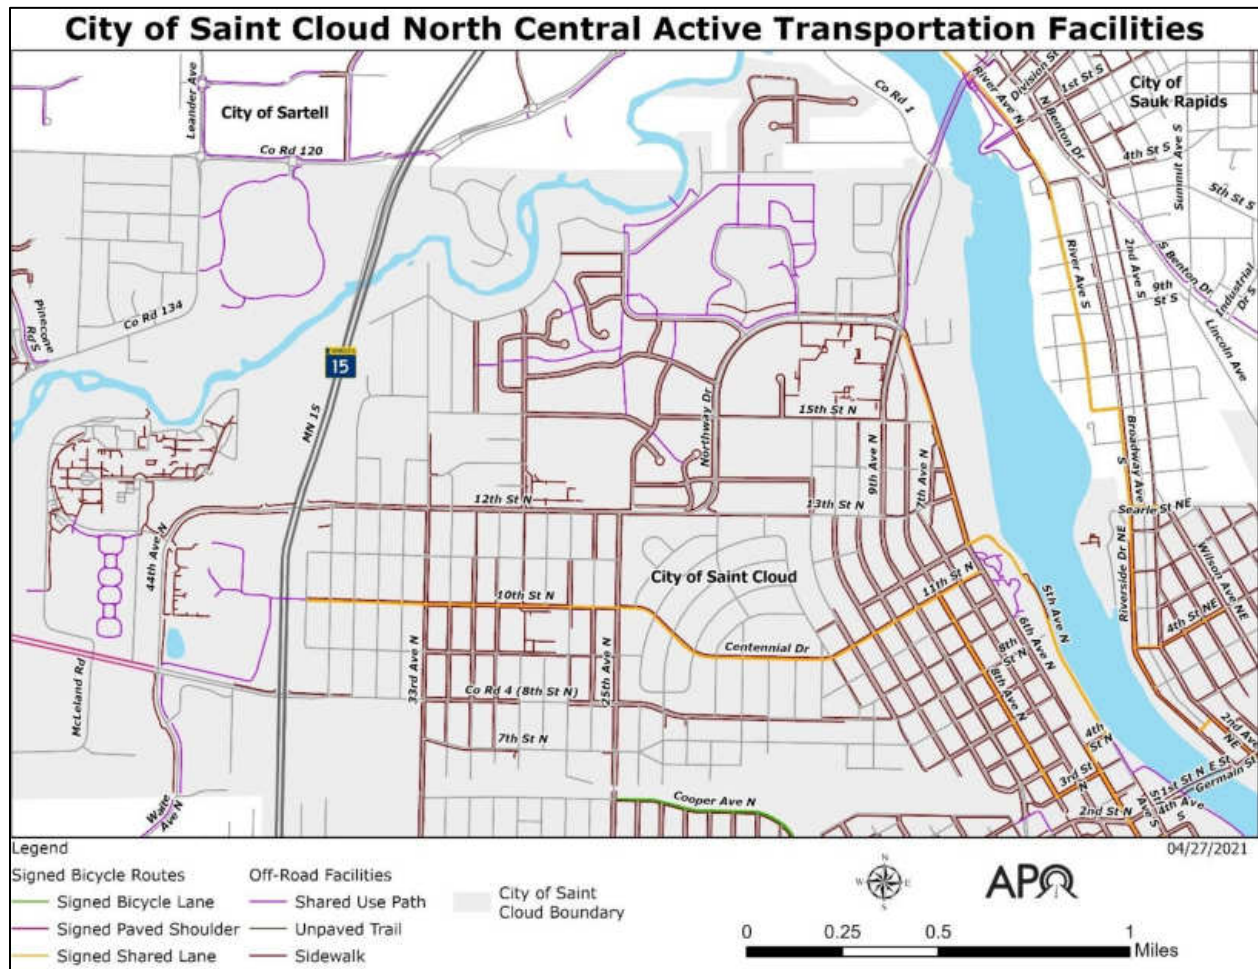 City of Saint Cloud North Central Active Transportation Facilities
Leander Ave
City of Sartell
Co Rd 120
Co Rd 1
River Ave N
Division St
1st St S
City of
Sauk Rapids
N Benton Dr
4th St S
Summit Ave S
5th St S
Pinecone
Rd S
Co Rd 134
15
MN 15
River Ave S
2nd Ave S
S Benton Dr
9th
St S
Industrial
Dr S
Lincoln Ave
Northway Dr
15th St N
9th Ave N
7th Ave N
Broadway Ave
S
12th St N
13th St N
Searle St NE
44th Ave N
City of Saint Cloud
10th St N
11th St N
5th Ave N
6th Ave N
Riverside Dr NE
Wilson Ave NE
4th St NE
McLeland Rd
33rd Ave N
25th Ave N
Centennial Dr
8th
St N
8th Ave N
Co Rd 4 (8th St N)
7th St N
4th
St N
2nd Ave
NE
3rd St
N
1st St N
E St
Germain St
Waite
Ave N
Cooper Ave N
2nd St N
5th
Ave S
4th Ave
S
04/27/2021
Legend
Signed Bicycle Routes
Signed Bicycle Lane
Signed Paved Shoulder
Signed Shared Lane
Off-Road Facilities
Shared Use Path
Unpaved Trail
Sidewalk
City of Saint
Cloud Boundary
N
W
E
S
APO
0
0.25
0.5
1
Miles